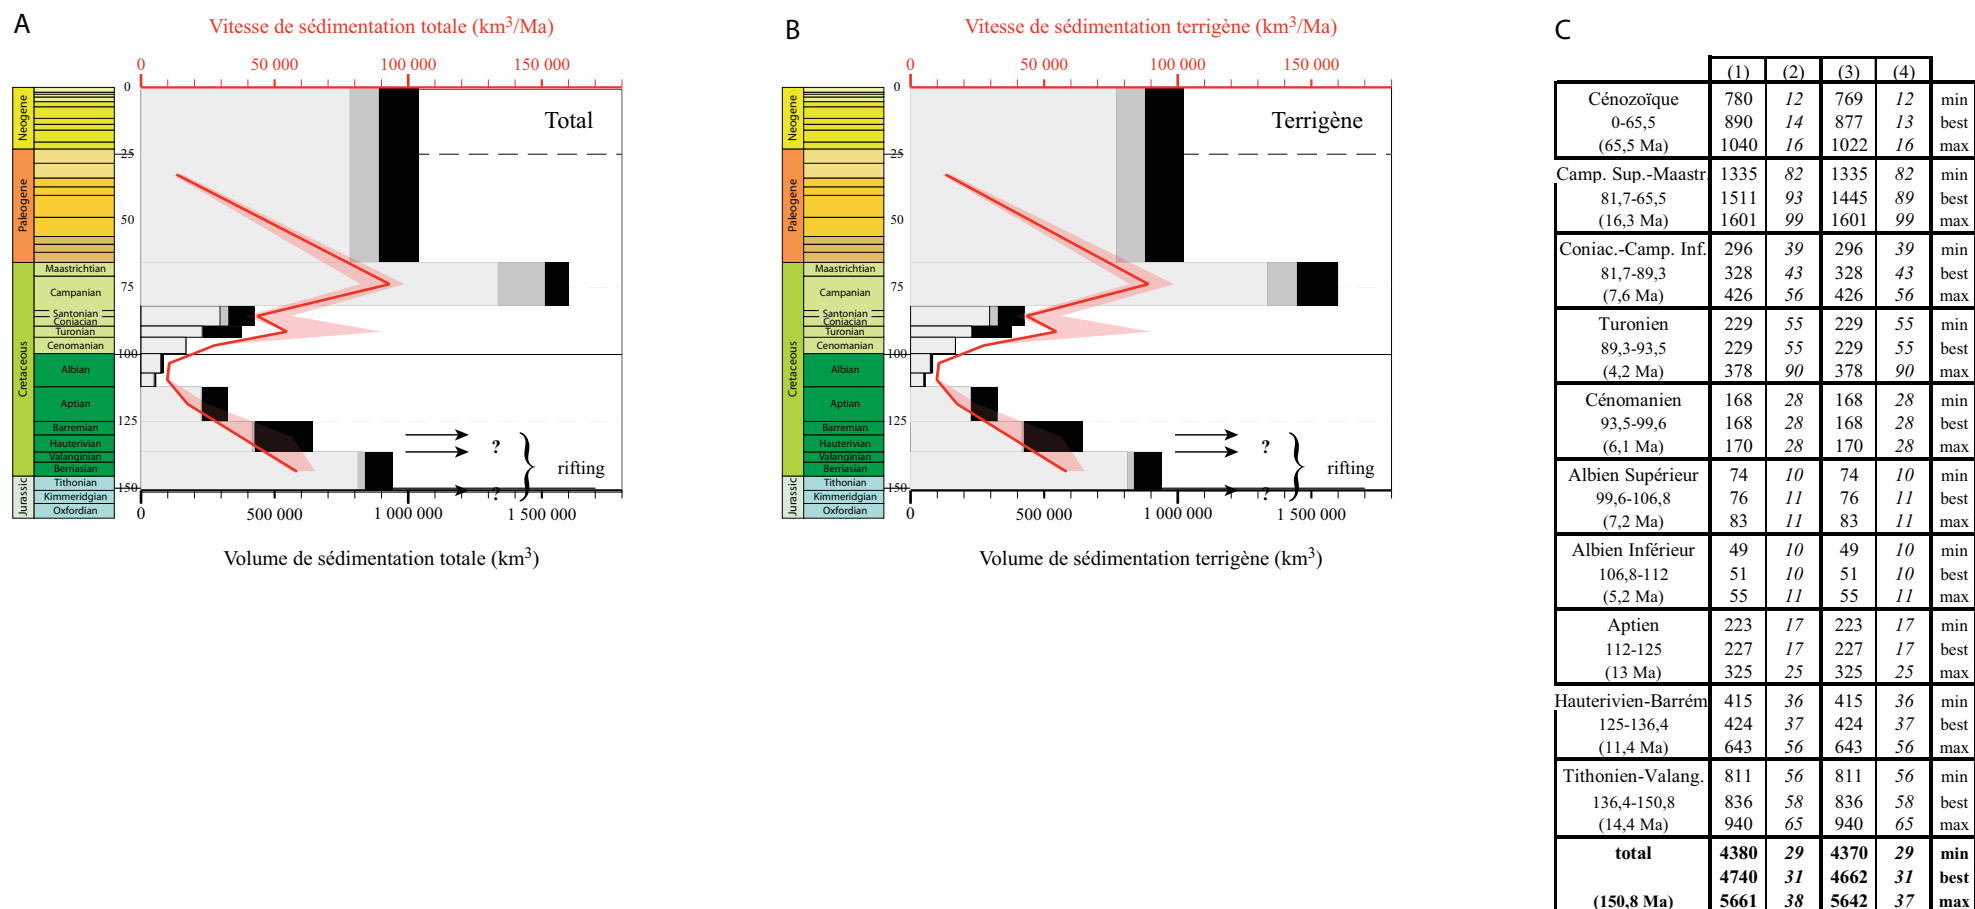 A
Vitesse de sédimentation totale (km3/Ma)
0 50 000 100 000 150 000
Neogene
Paleogene
Cretaceous
Jurassic
Maastrichtian
Campanian
Santonian
Coniacian
Turonian
Cenomanian
Albian
Aptian
Barremian
Hauterivian
Valanginian
Berriasian
Tithonian
Kimmeridgian
Oxfordian
0
25
50
75
100
125
150
Total
?
?
rifting
0 500 000 1 000 000 1 500 000
Volume de sédimentation totale (km3)
B
Vitesse de sédimentation terrigène (km3/Ma)
0 50 000 100 000 150 000
Neogene
Paleogene
Cretaceous
Jurassic
Maastrichtian
Campanian
Santonian
Coniacian
Turonian
Cenomanian
Albian
Aptian
Barremian
Hauterivian
Valanginian
Berriasian
Tithonian
Kimmeridgian
Oxfordian
0
25
50
75
100
125
150
Terrigène
?
?
rifting
0 500 000 1 000 000 1 500 000
Volume de sédimentation terrigène (km3)
C
(1) (2) (3) (4)
Cénozoïque 780 12 769 12 min
0-65,5 890 14 877 13 best
(65,5 Ma) 1040 16 1022 16 max
Camp. Sup.-Maastr. 1335 82 1335 82 min
81,7-65,5 1511 93 1445 89 best
(16,3 Ma) 1601 99 1601 99 max
Coniac.-Camp. Inf. 296 39 296 39 min
81,7-89,3 328 43 328 43 best
(7,6 Ma) 426 56 426 56 max
Turonien 229 55 229 55 min
89,3-93,5 229 55 229 55 best
(4,2 Ma) 378 90 378 90 max
Cénomanien 168 28 168 28 min
93,5-99,6 168 28 168 28 best
(6,1 Ma) 170 28 170 28 max
Albien Supérieur 74 10 74 10 min
99,6-106,8 76 11 76 11 best
(7,2 Ma) 83 11 83 11 max
Albien Inférieur 49 10 49 10 min
106,8-112 51 10 51 10 best
(5,2 Ma) 55 11 55 11 max
Aptien 223 17 223 17 min
112-125 227 17 227 17 best
(13 Ma) 325 25 325 25 max
Hauterivien-Barrém 415 36 415 36 min
125-136,4 424 37 424 37 best
(11,4 Ma) 643 56 643 56 max
Tithonien-Valang. 811 56 811 56 min
136,4-150,8 836 58 836 58 best
(14,4 Ma) 940 65 940 65 max
total 4380 29 4370 29 min
4740 31 4662 31 best
(150,8 Ma) 5661 38 5642 37 max